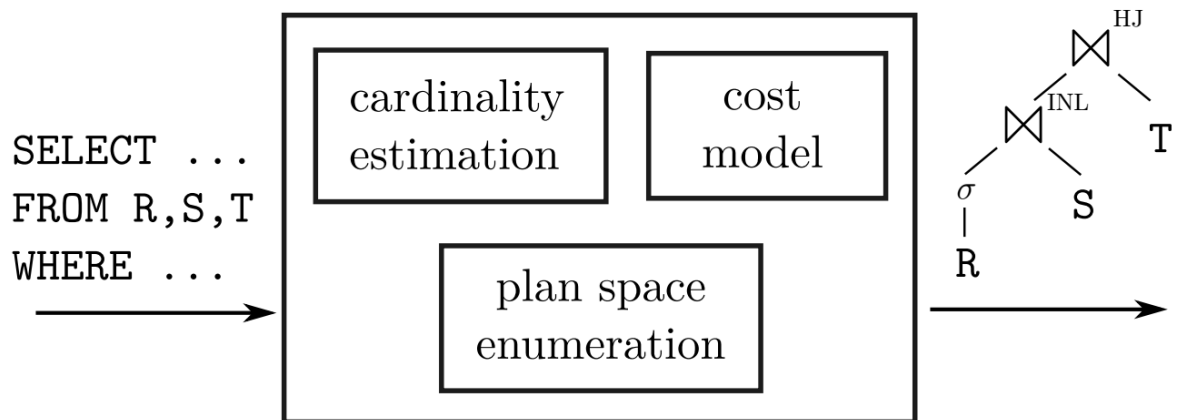 SELECT ...
FROM R,S,T
WHERE ...
cardinality
estimation
cost
model
plan space
enumeration
⋈ HJ
⋈ INL
T
σ
S
R